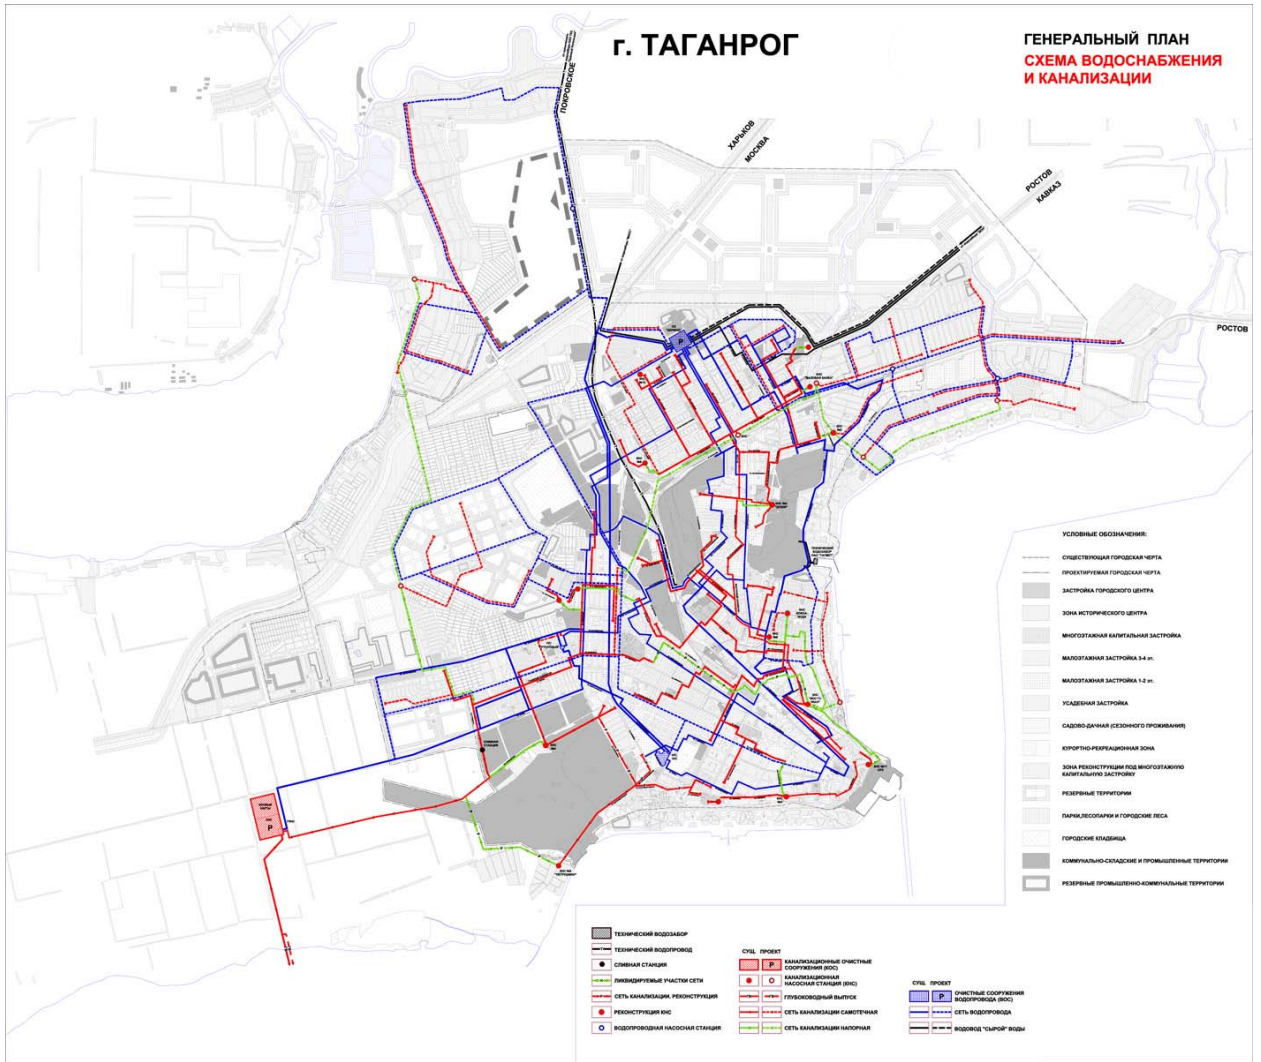 г. ТАГАНРОГ
ГЕНЕРАЛЬНЫЙ ПЛАН
СХЕМА ВОДОСНАБЖЕНИЯ
И КАНАЛИЗАЦИИ
ПОКРОВСКОЕ
ХАРЬКОВ
МОСКВА
РОСТОВ
КАВКАЗ
РОСТОВ
Р
Р
УСЛОВНЫЕ ОБОЗНАЧЕНИЯ:
СУЩЕСТВУЮЩАЯ ГОРОДСКАЯ ЧЕРТА
ПРОЕКТИРУЕМАЯ ГОРОДСКАЯ ЧЕРТА
ЗАСТРОЙКА ГОРОДСКОГО ЦЕНТРА
ЗОНА ИСТОРИЧЕСКОГО ЦЕНТРА
МНОГОЭТАЖНАЯ КАПИТАЛЬНАЯ ЗАСТРОЙКА
МАЛОЭТАЖНАЯ ЗАСТРОЙКА 3-4 эт.
МАЛОЭТАЖНАЯ ЗАСТРОЙКА 1-2 эт.
УСАДЕБНАЯ ЗАСТРОЙКА
САДОВО-ДАЧНАЯ (СЕЗОННОГО ПРОЖИВАНИЯ)
КУРОРТНО-РЕКРЕАЦИОННАЯ ЗОНА
ЗОНА РЕКОНСТРУКЦИИ ПОД МНОГОЭТАЖНУЮ
КАПИТАЛЬНУЮ ЗАСТРОЙКУ
РЕЗЕРВНЫЕ ТЕРРИТОРИИ
ПАРКИ,ЛЕСОПАРКИ И ГОРОДСКИЕ ЛЕСА
ГОРОДСКИЕ КЛАДБИЩА
КОММУНАЛЬНО-СКЛАДСКИЕ И ПРОМЫШЛЕННЫЕ ТЕРРИТОРИИ
РЕЗЕРВНЫЕ ПРОМЫШЛЕННО-КОММУНАЛЬНЫЕ ТЕРРИТОРИИ
ТЕХНИЧЕСКИЙ ВОДОЗАБОР
ТЕХНИЧЕСКИЙ ВОДОПРОВОД
СЛИВНАЯ СТАНЦИЯ
ЛИКВИДИРУЕМЫЕ УЧАСТКИ СЕТИ
СЕТЬ КАНАЛИЗАЦИИ. РЕКОНСТРУКЦИЯ
РЕКОНСТРУКЦИЯ КНС
ВОДОПРОВОДНАЯ НАСОСНАЯ СТАНЦИЯ
СУЩ. ПРОЕКТ
Р КАНАЛИЗАЦИОННЫЕ ОЧИСТНЫЕ
СООРУЖЕНИЯ (КОС)
КАНАЛИЗАЦИОННАЯ
НАСОСНАЯ СТАНЦИЯ (КНС)
ГЛУБОКОВОДНЫЙ ВЫПУСК
СЕТЬ КАНАЛИЗАЦИИ САМОТЕЧНАЯ
СЕТЬ КАНАЛИЗАЦИИ НАПОРНАЯ
СУЩ. ПРОЕКТ
Р ОЧИСТНЫЕ СООРУЖЕНИЯ
ВОДОПРОВОДА (ВОС)
СЕТЬ ВОДОПРОВОДА
ВОДОВОД "СЫРОЙ" ВОДЫ